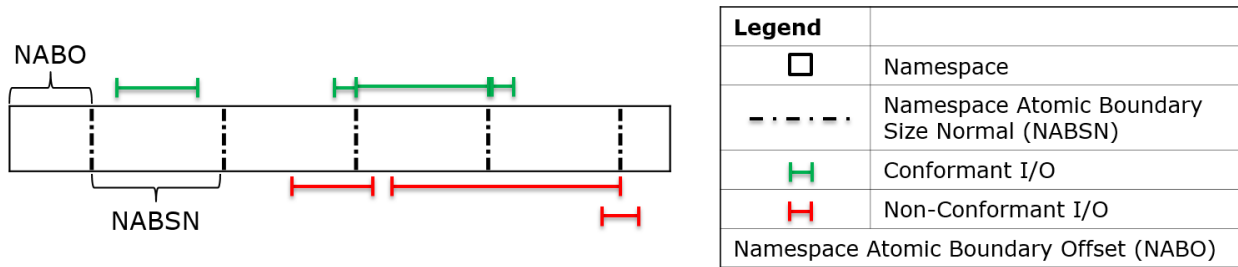 NABO
NABSN
Legend
Namespace
Namespace Atomic Boundary
Size Normal (NABSN)
Conformant I/O
Non-Conformant I/O
Namespace Atomic Boundary Offset (NABO)